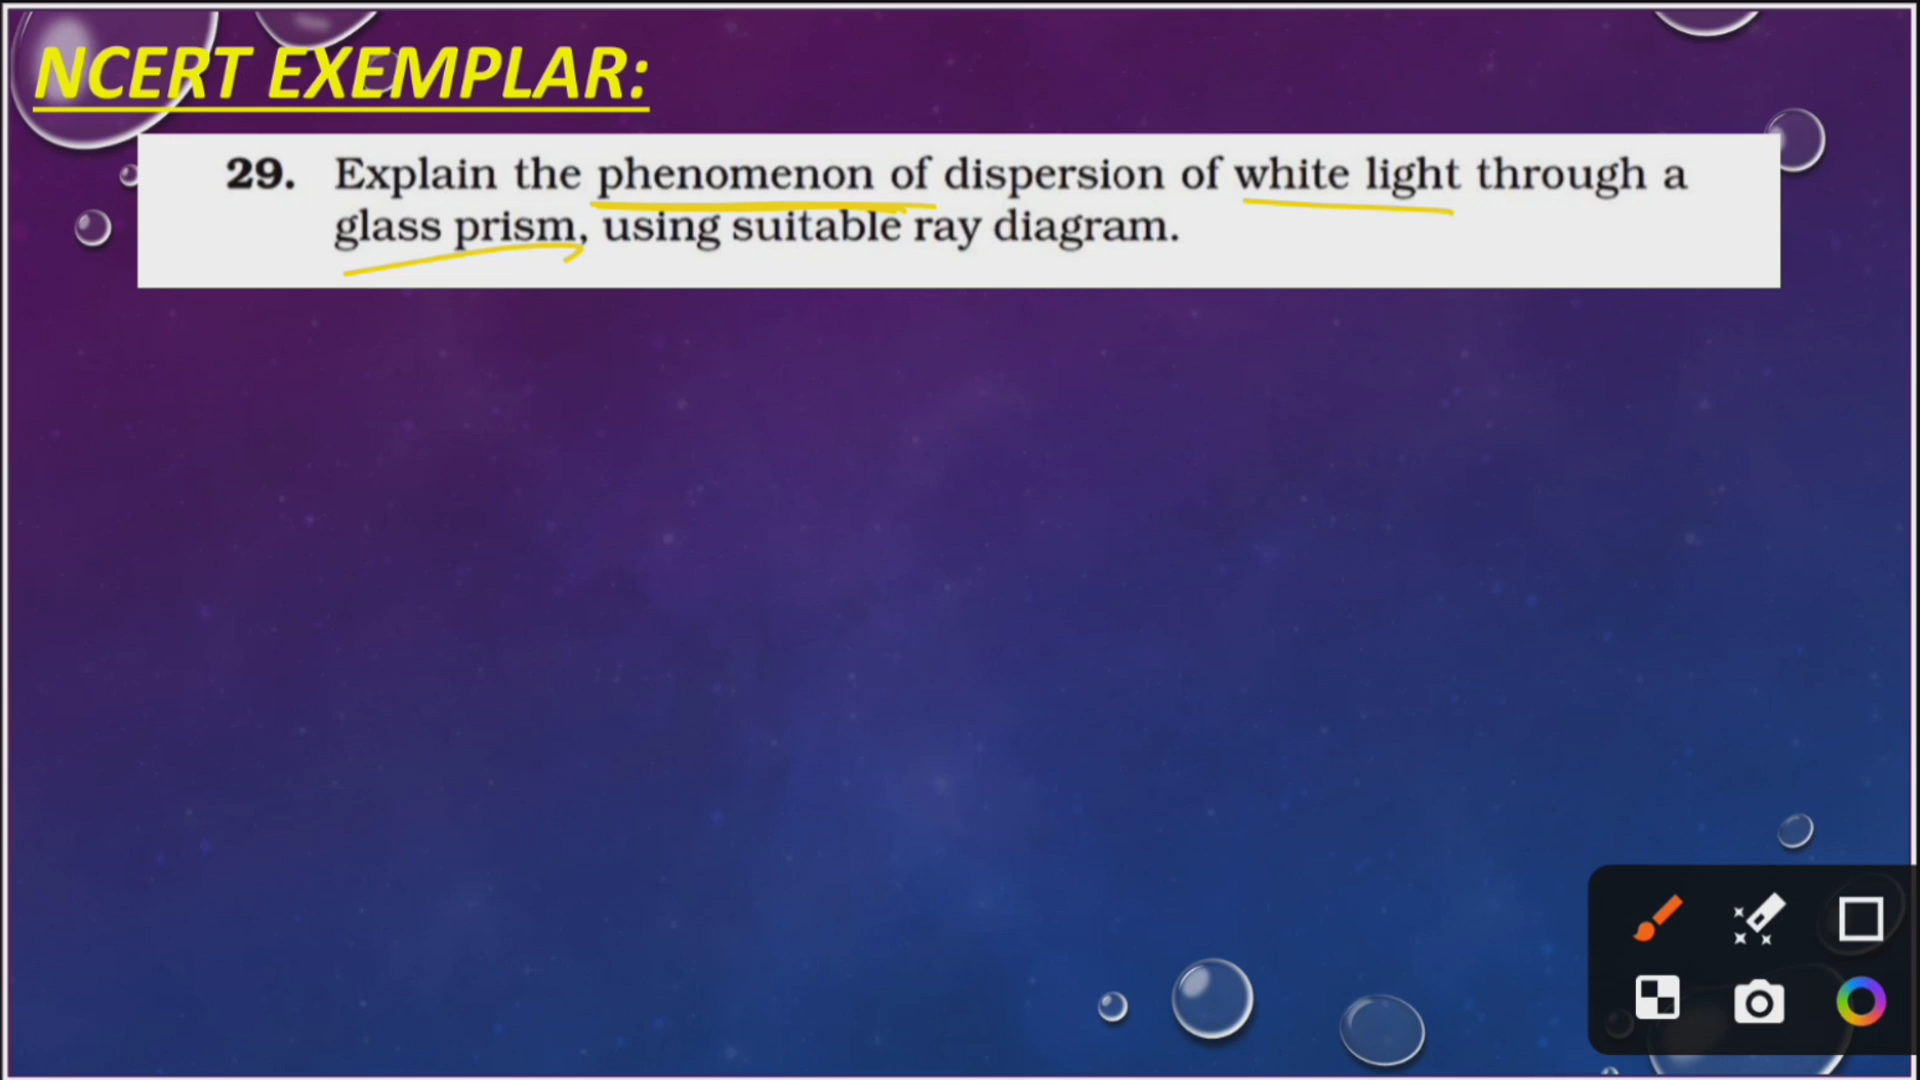 NCERT EXEMPLAR:
29. Explain the phenomenon of dispersion of white light through a
glass prism, using suitable ray diagram.